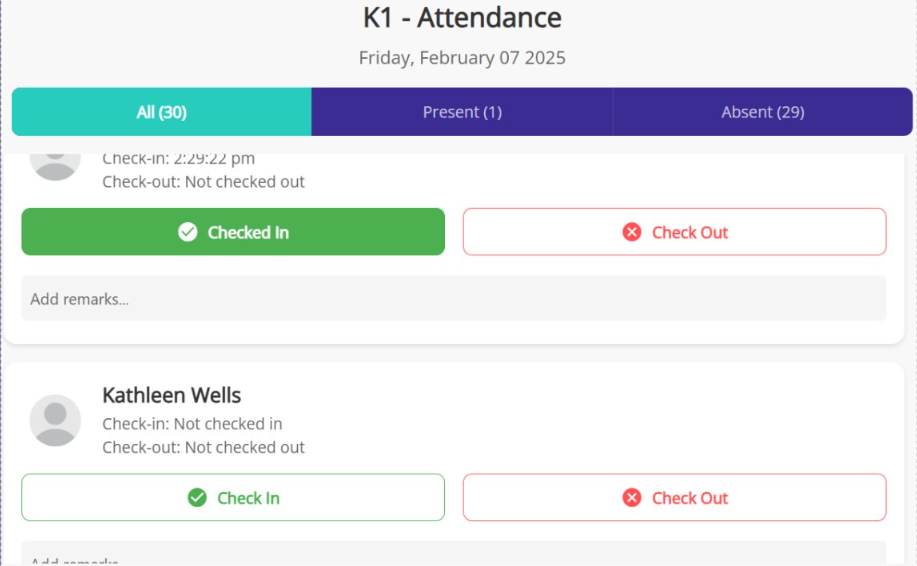 K1 - Attendance
Friday, February 07 2025
All (30)
Present (1)
Absent (29)
Check-in: 2:29:22 pm
Check-out: Not checked out
Checked In
Check Out
Add remarks...
Kathleen Wells
Check-in: Not checked in
Check-out: Not checked out
Check In
Check Out
Add remarks...